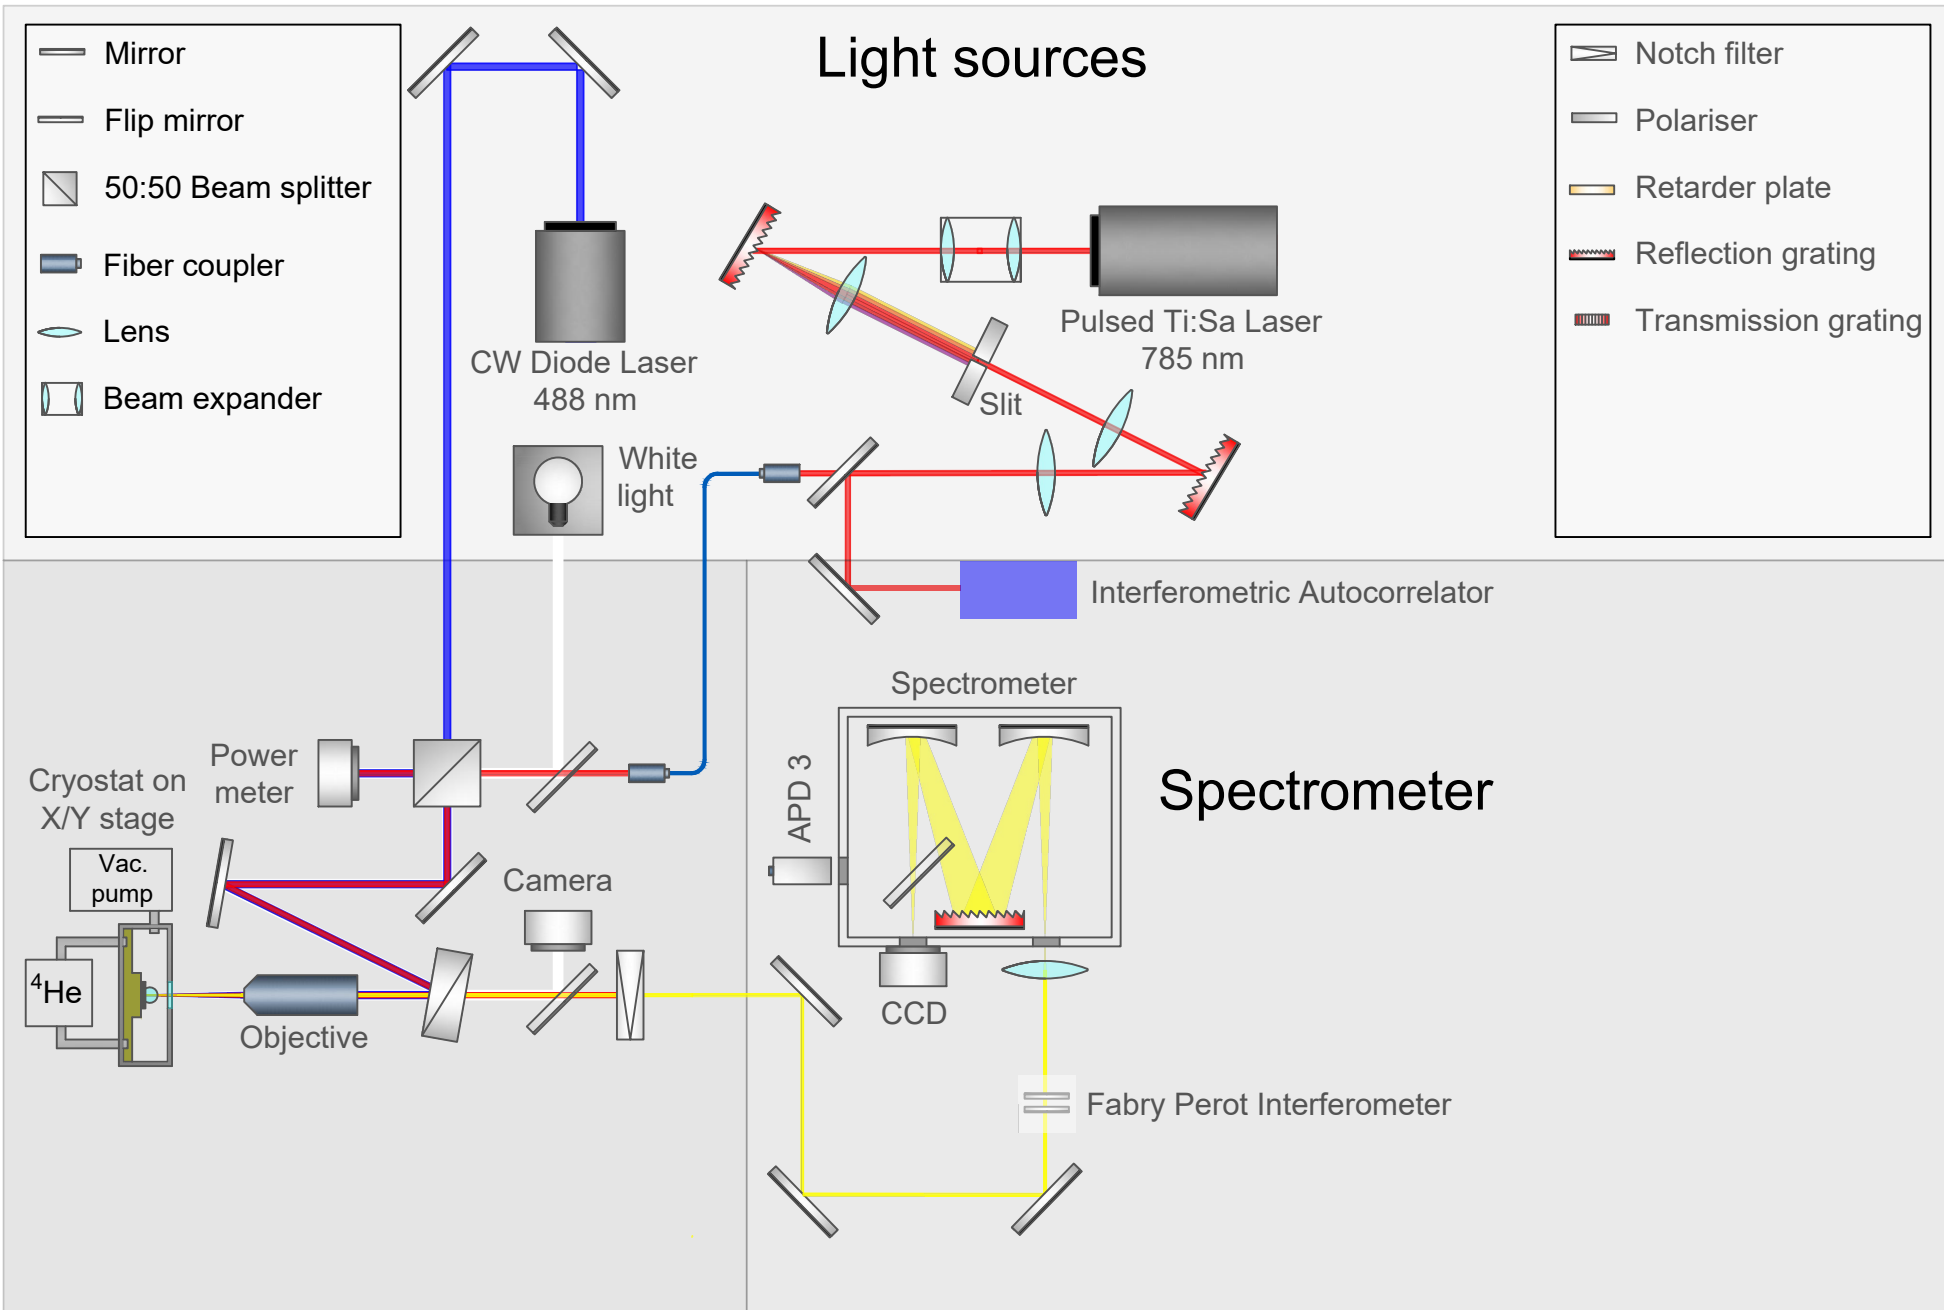 Light sources
Mirror
Flip mirror
50:50 Beam splitter
Fiber coupler
Lens
Beam expander
Notch filter
Polariser
Retarder plate
Reflection grating
Transmission grating
CW Diode Laser
488 nm
Pulsed Ti:Sa Laser
785 nm
Slit
White
light
Interferometric Autocorrelator
Spectrometer
Power
meter
Cryostat on
X/Y stage
Vac.
pump
APD 3
Spectrometer
Camera
⁴He
Objective
CCD
Fabry Perot Interferometer